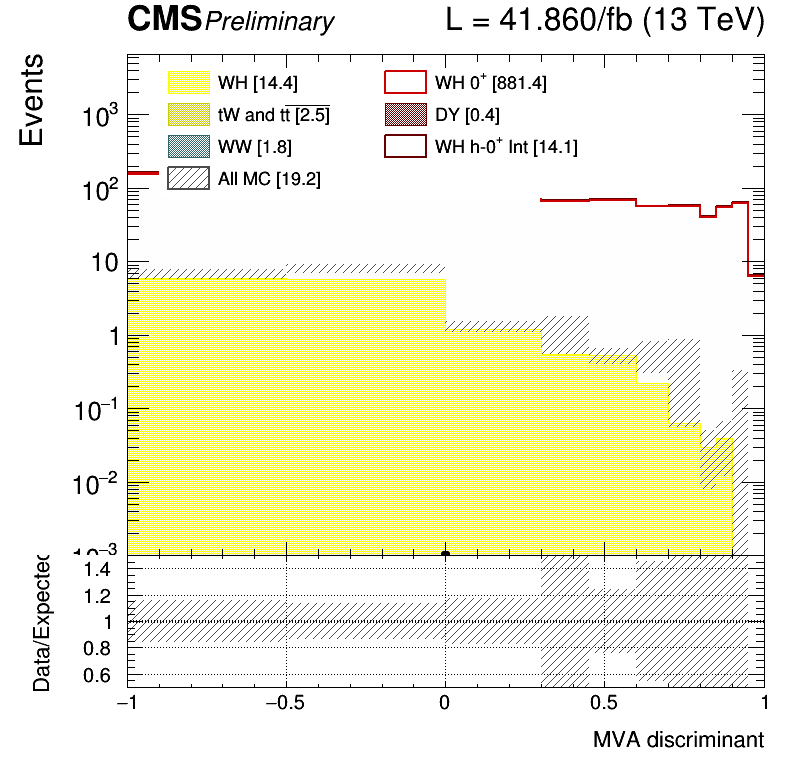 CMS Preliminary L = 41.860/fb (13 TeV)
Events
WH [14.4]
WH 0⁺ [881.4]
tW and tt̅ [2.5]
DY [0.4]
WW [1.8]
WH h-0⁺ Int [14.1]
All MC [19.2]
10³
10²
10
1
10⁻¹
10⁻²
10⁻³
Data/Expected
1.4
1.2
1
0.8
0.6
−1 −0.5 0 0.5 1
MVA discriminant